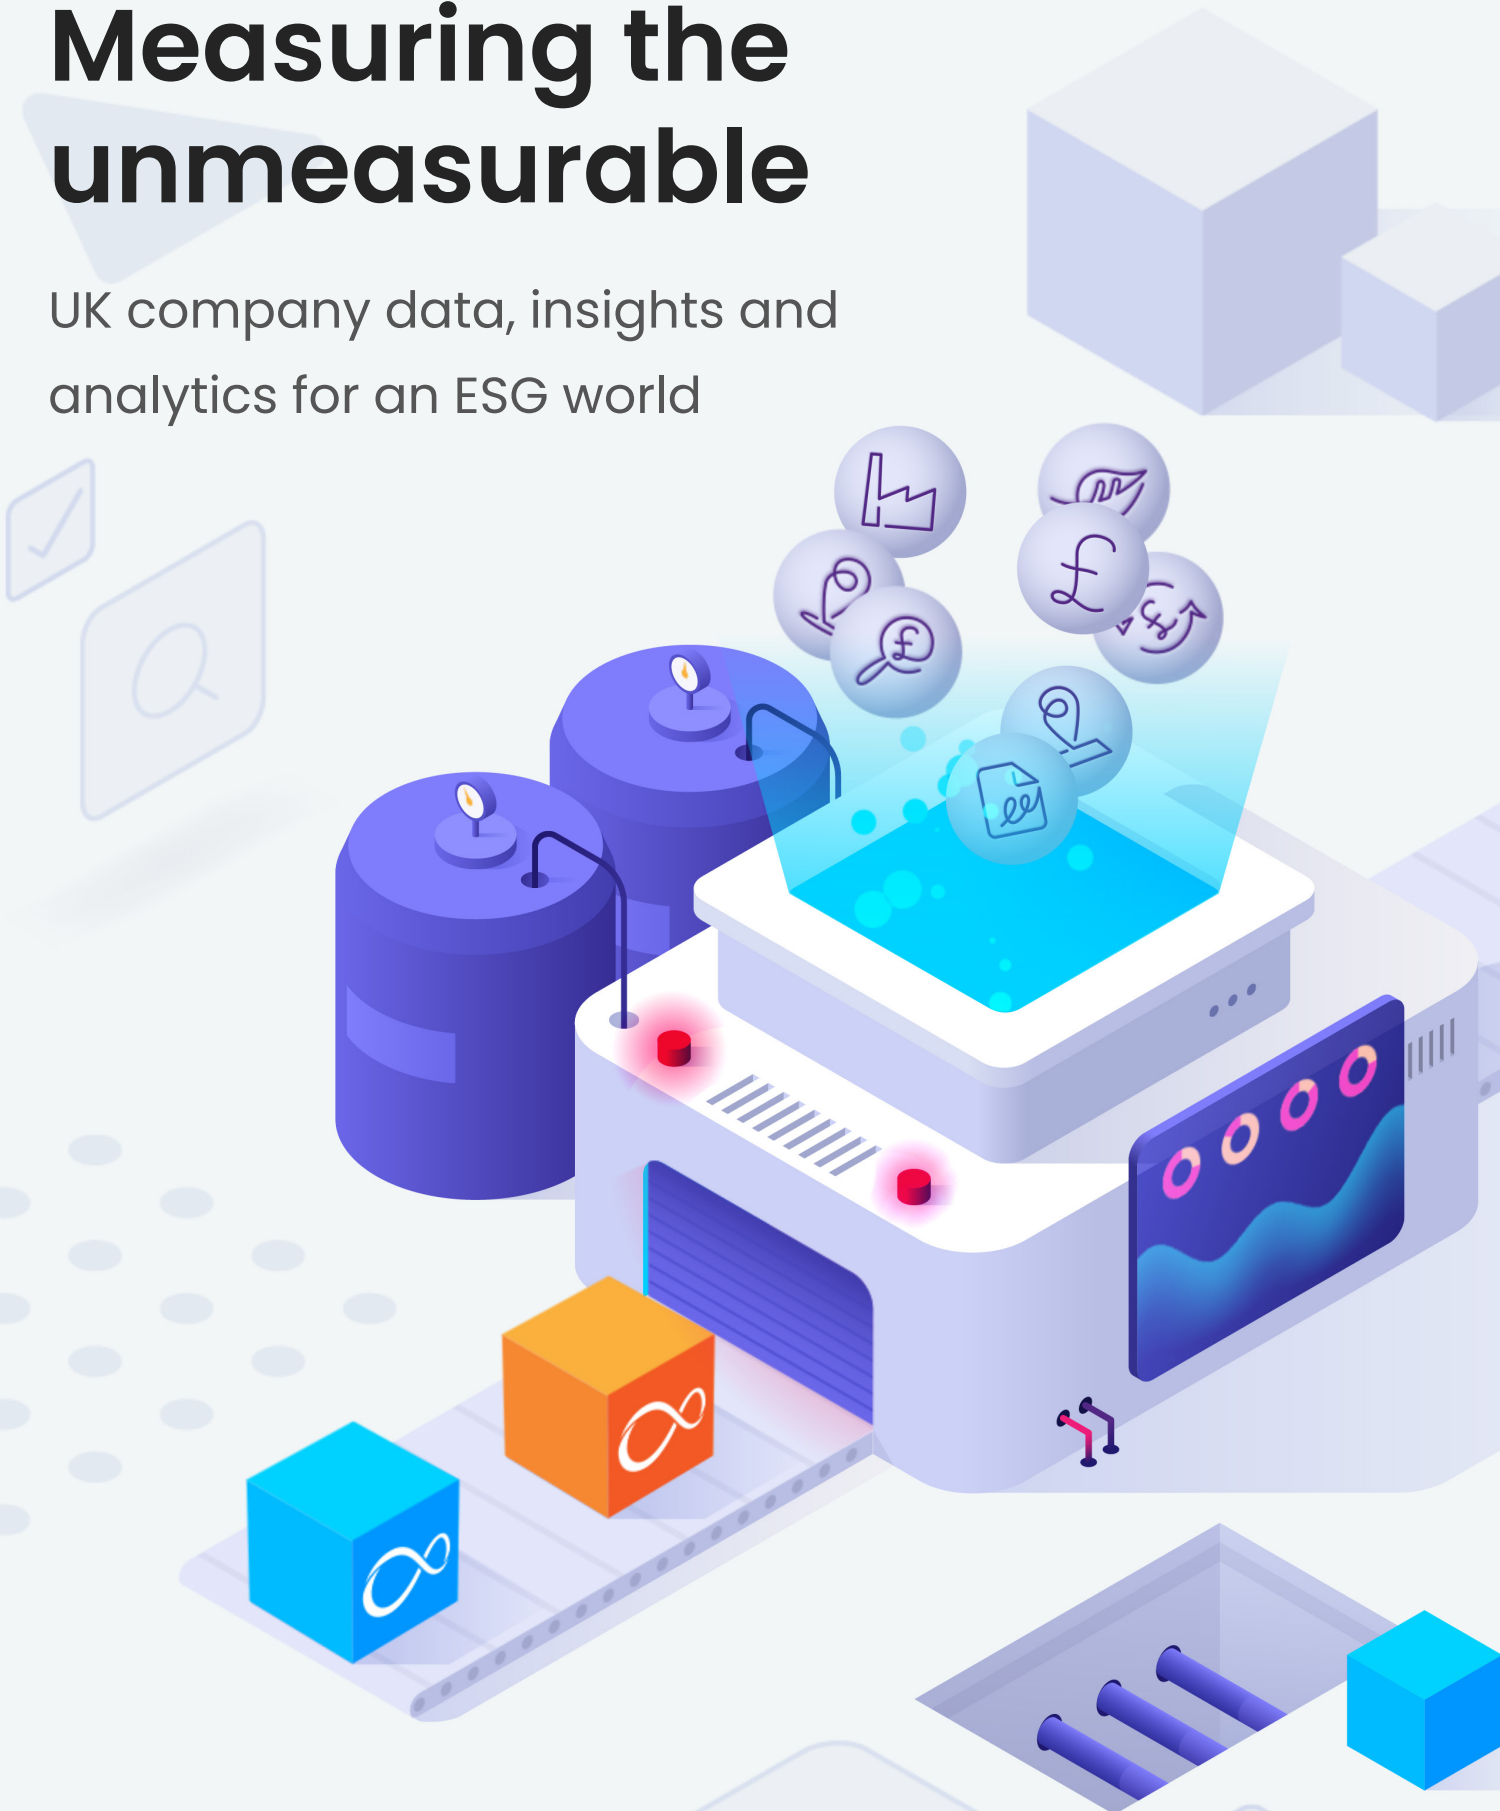 Measuring the
unmeasurable
UK company data, insights and
analytics for an ESG world